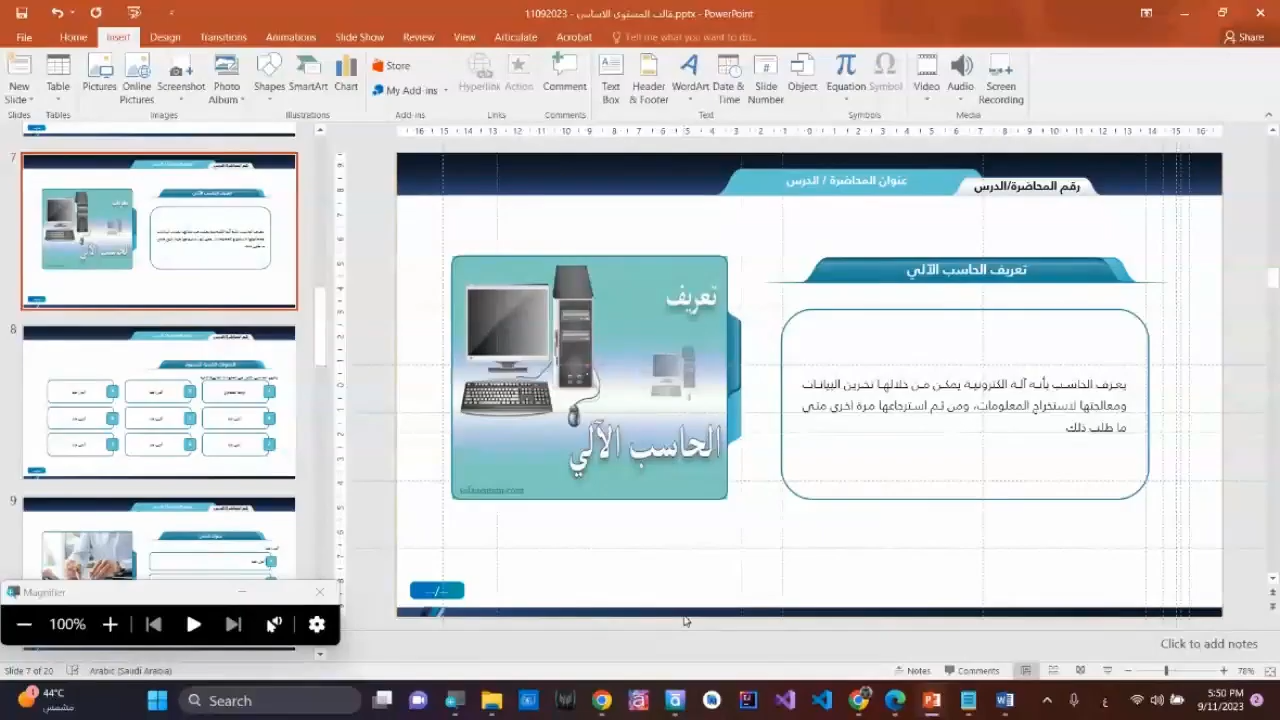 قالب المستوى الاساسي - 11092023.pptx - PowerPoint
File Home Insert Design Transitions Animations Slide Show Review View Articulate Acrobat Tell me what you want to do... Share
New Slide
Table
Pictures
Online Pictures
Screenshot
Photo Album
Shapes
SmartArt
Chart
Store
My Add-ins
Hyperlink
Action
Comment
Text Box
Header & Footer
WordArt
Date & Time
Slide Number
Object
Equation
Symbol
Video
Audio
Screen Recording
Slides Tables Images Illustrations Add-ins Links Comments Text Symbols Media
7
8
9
رقم المحاضرة/الدرس
عنوان المحاضرة / الدرس
تعريف الحاسب الآلي
يعرف الحاسب بأنه آلة الكترونية يمكن من خلالها تخزين البيانات
ومعالجتها لاستخراج المعلومات، ومن ثم استرجاعها مرة أخرى متى
ما طلب ذلك
تعريف
الحاسب الآلي
--/--
Magnifier
100%
Click to add notes
Slide 7 of 20 Arabic (Saudi Arabia) Notes Comments 78%
44°C
مشمس
Search
ع
5:50 PM
9/11/2023